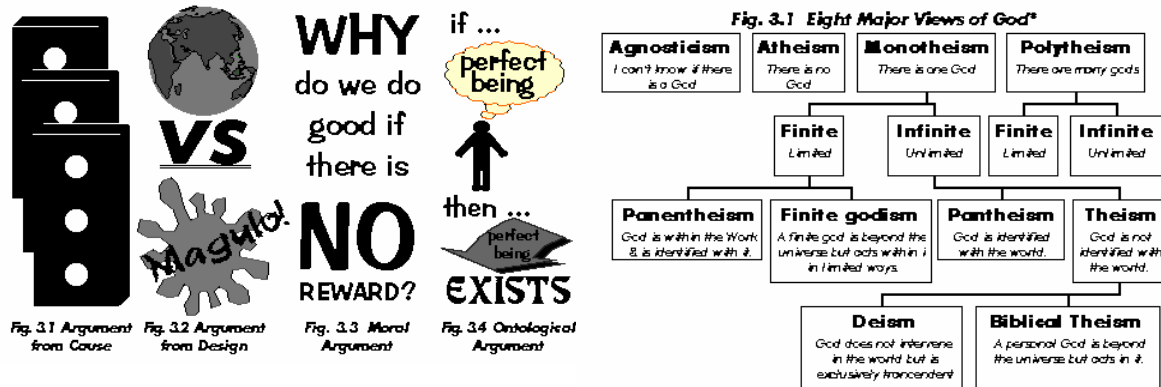 WHY
do we do
good if
there is
NO
REWARD?
if ...
perfect
being
then ...
perfect
being
EXISTS
VS
Magulo!
Fig. 3.1 Argument
from Cause
Fig. 3.2 Argument
from Design
Fig. 3.3 Moral
Argument
Fig. 3.4 Ontological
Argument
Fig. 3.1 Eight Major Views of God*
Agnosticism
I can't know if there
is a God
Atheism
There is no
God
Monotheism
There is one God
Polytheism
There are many gods
Finite
Limited
Infinite
Unlimited
Finite
Limited
Infinite
Unlimited
Panentheism
God is within the Work
& is identified with it.
Finite godism
A finite god is beyond the
universe but acts within i
in limited ways.
Pantheism
God is identified
with the world.
Theism
God is not
identified with
the world.
Deism
God does not intervene
in the world but is
exclusively trancendent
Biblical Theism
A personal God is beyond
the universe but acts in it.